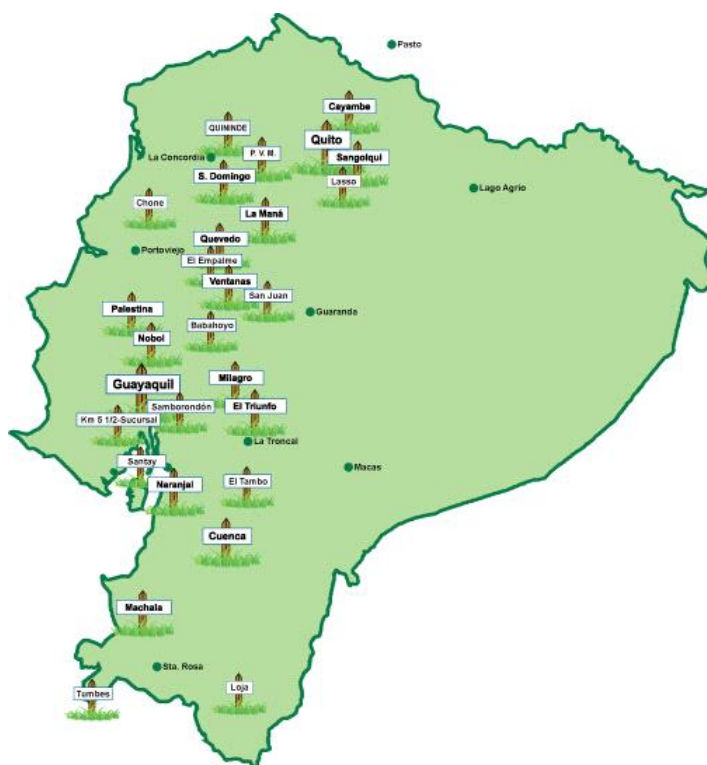 Pasto
Cayambe
QUININDE
Quito
P. V. M.
La Concordia
Sangolqui
S. Domingo
Lasso
Lago Agrio
Chone
La Maná
Quevedo
Portoviejo
El Empalme
Ventanas
San Juan
Palestina
Guaranda
Babahoyo
Nobol
Milagro
Guayaquil
Samborondón
El Triunfo
Km 5 1/2-Sucursal
La Troncal
Santay
Macas
Naranjal
El Tambo
Cuenca
Machala
Sta. Rosa
Loja
Tumbes